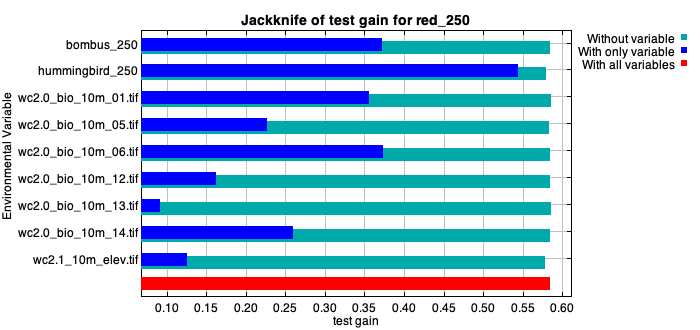 Jackknife of test gain for red_250
Without variable
With only variable
With all variables
Environmental Variable
bombus_250
hummingbird_250
wc2.0_bio_10m_01.tif
wc2.0_bio_10m_05.tif
wc2.0_bio_10m_06.tif
wc2.0_bio_10m_12.tif
wc2.0_bio_10m_13.tif
wc2.0_bio_10m_14.tif
wc2.1_10m_elev.tif
0.10 0.15 0.20 0.25 0.30 0.35 0.40 0.45 0.50 0.55 0.60
test gain